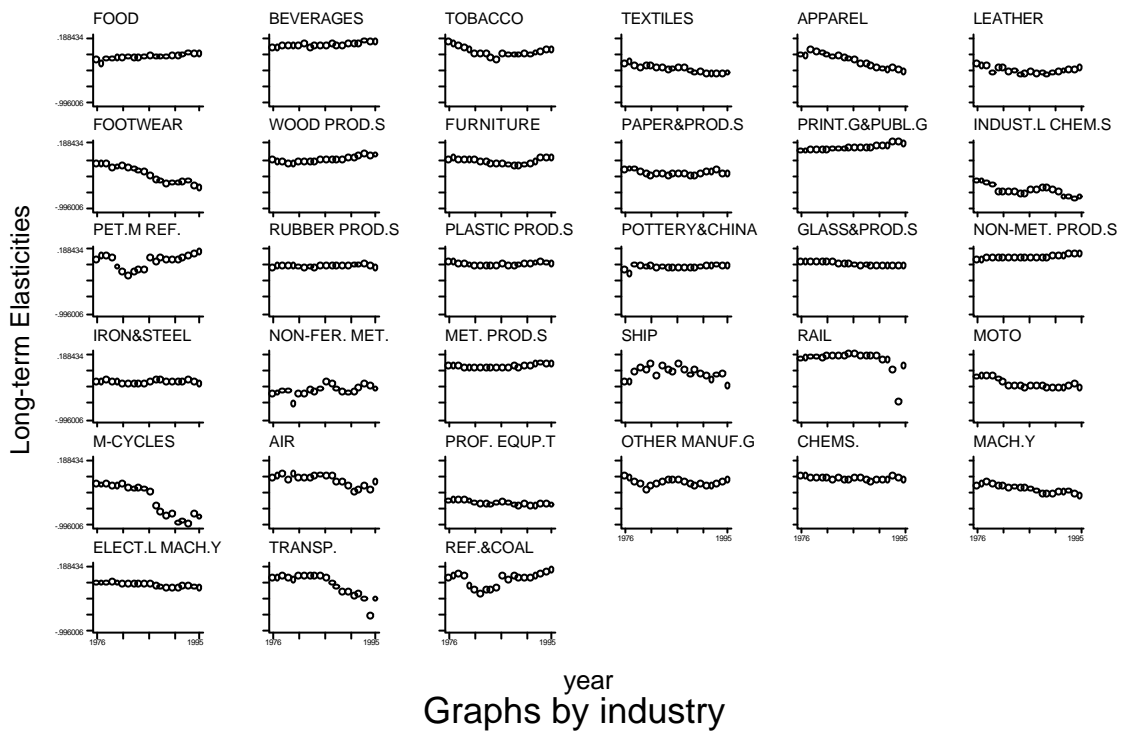 FOOD BEVERAGES TOBACCO TEXTILES APPAREL LEATHER
.188434
-.996006
FOOTWEAR WOOD PROD.S FURNITURE PAPER&PROD.S PRINT.G&PUBL.G INDUST.L CHEM.S
.188434
-.996006
PET.M REF. RUBBER PROD.S PLASTIC PROD.S POTTERY&CHINA GLASS&PROD.S NON-MET. PROD.S
.188434
-.996006
IRON&STEEL NON-FER. MET. MET. PROD.S SHIP RAIL MOTO
.188434
-.996006
M-CYCLES AIR PROF. EQUP.T OTHER MANUF.G CHEMS. MACH.Y
.188434
-.996006
1976 1995 1976 1995 1976 1995
ELECT.L MACH.Y TRANSP. REF.&COAL
.188434
-.996006
1976 1995 1976 1995 1976 1995
Long-term Elasticities
year
Graphs by industry